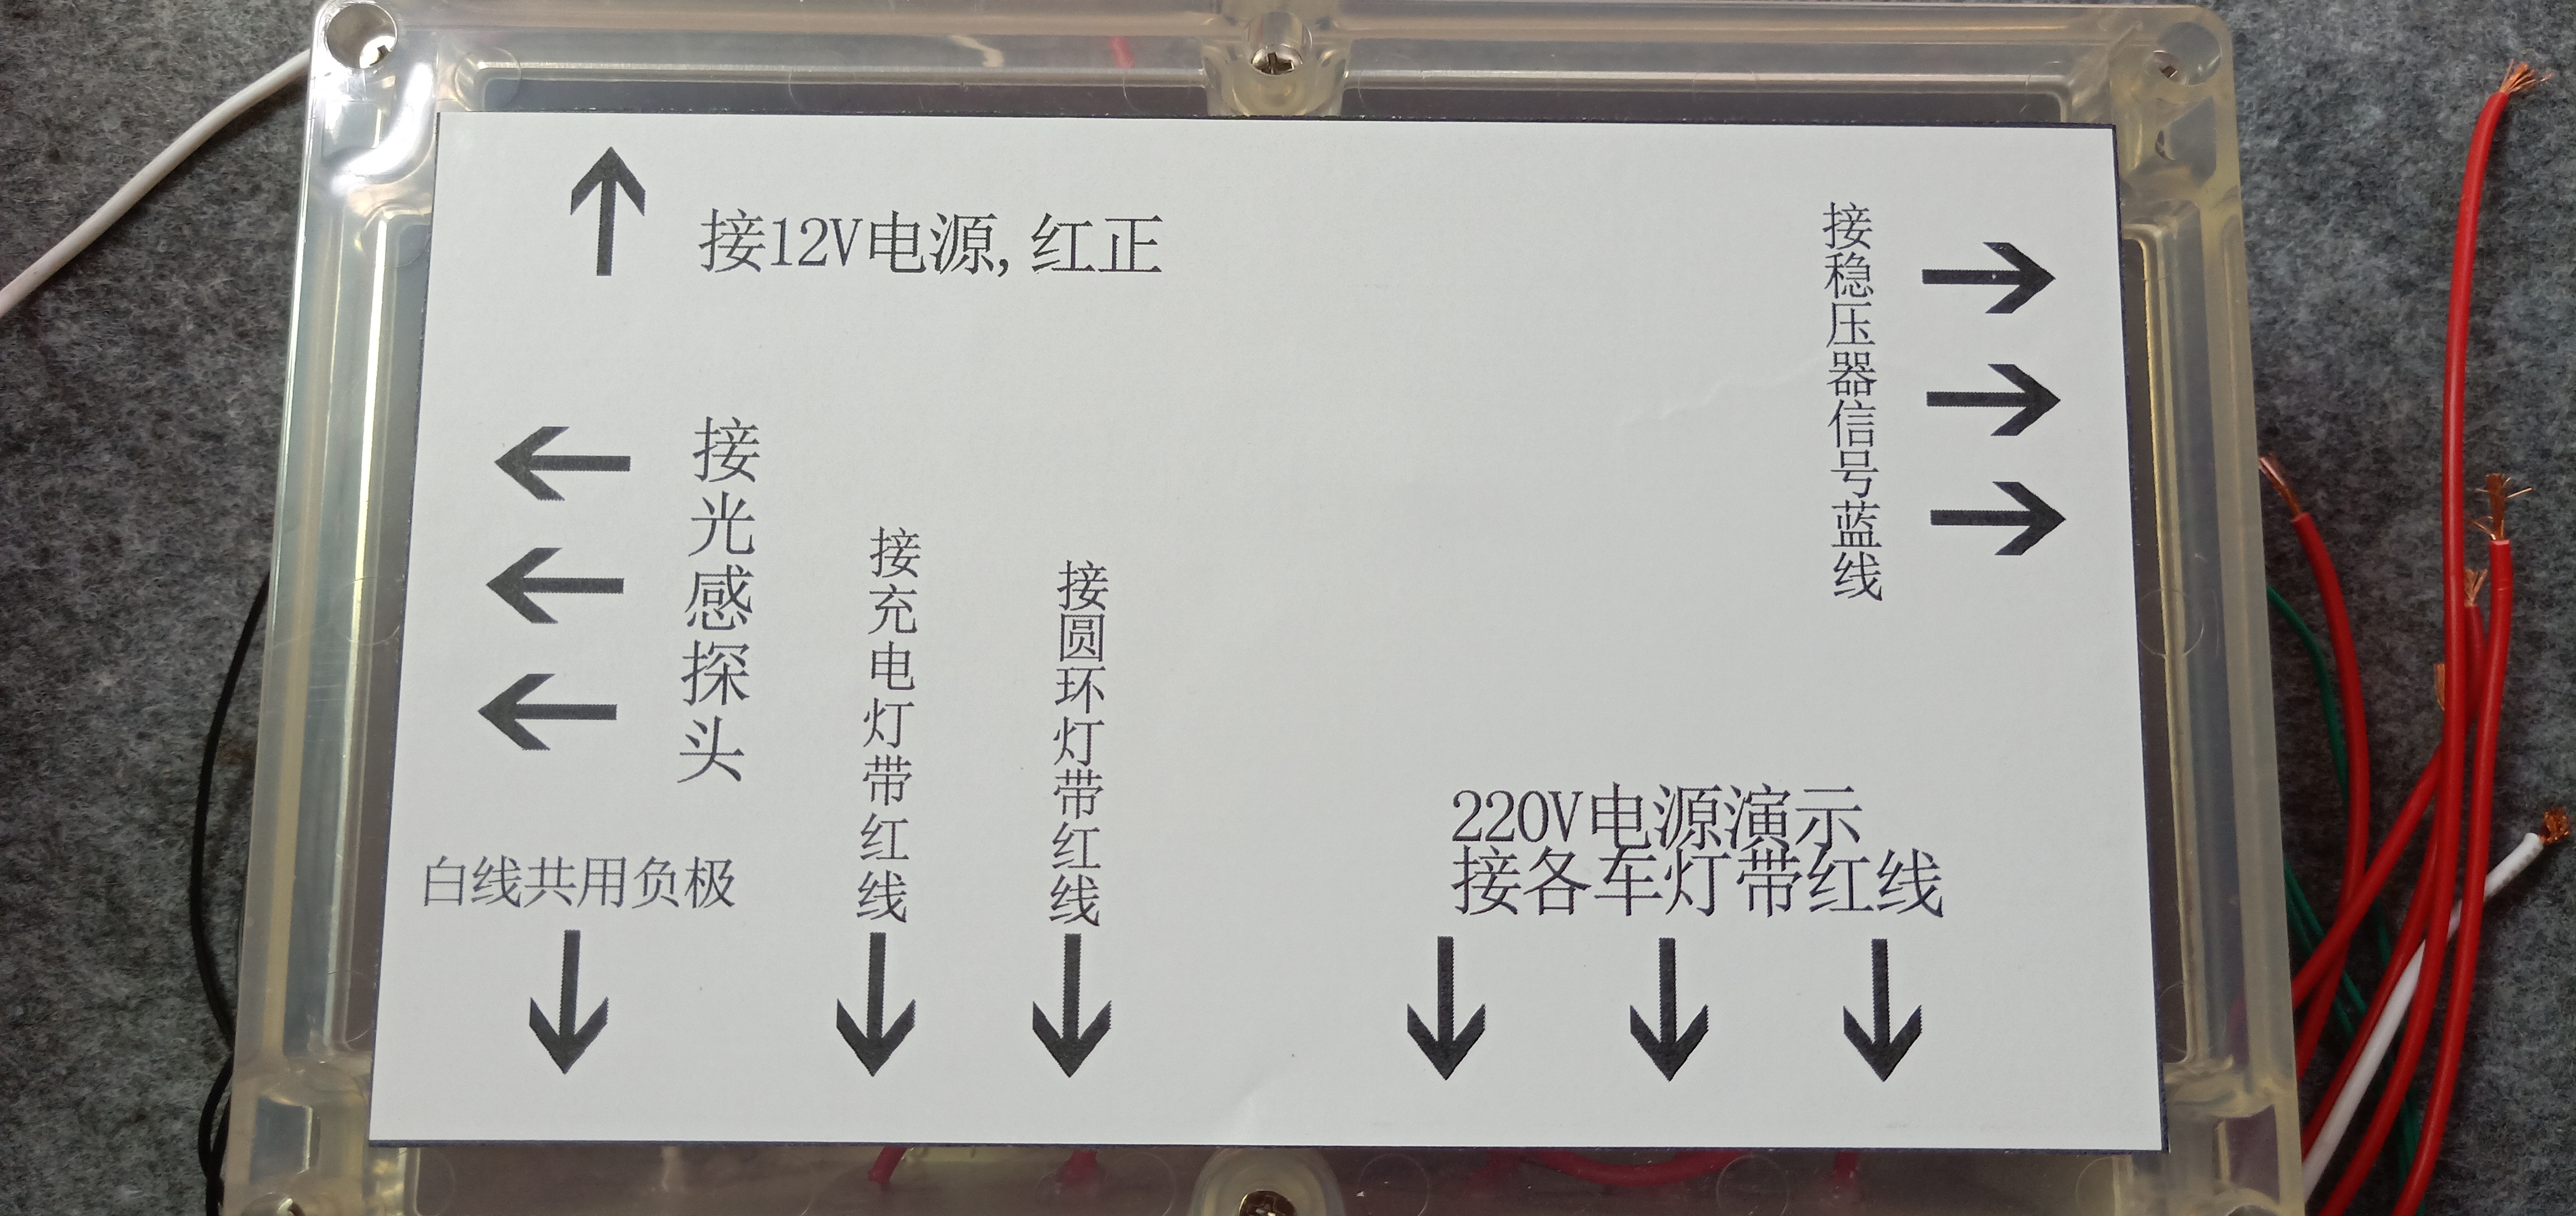 接12V电源,红正
接稳压器信号蓝线
接光感探头
接充电灯带红线
接圆环灯带红线
220V电源演示
接各车灯带红线
白线共用负极